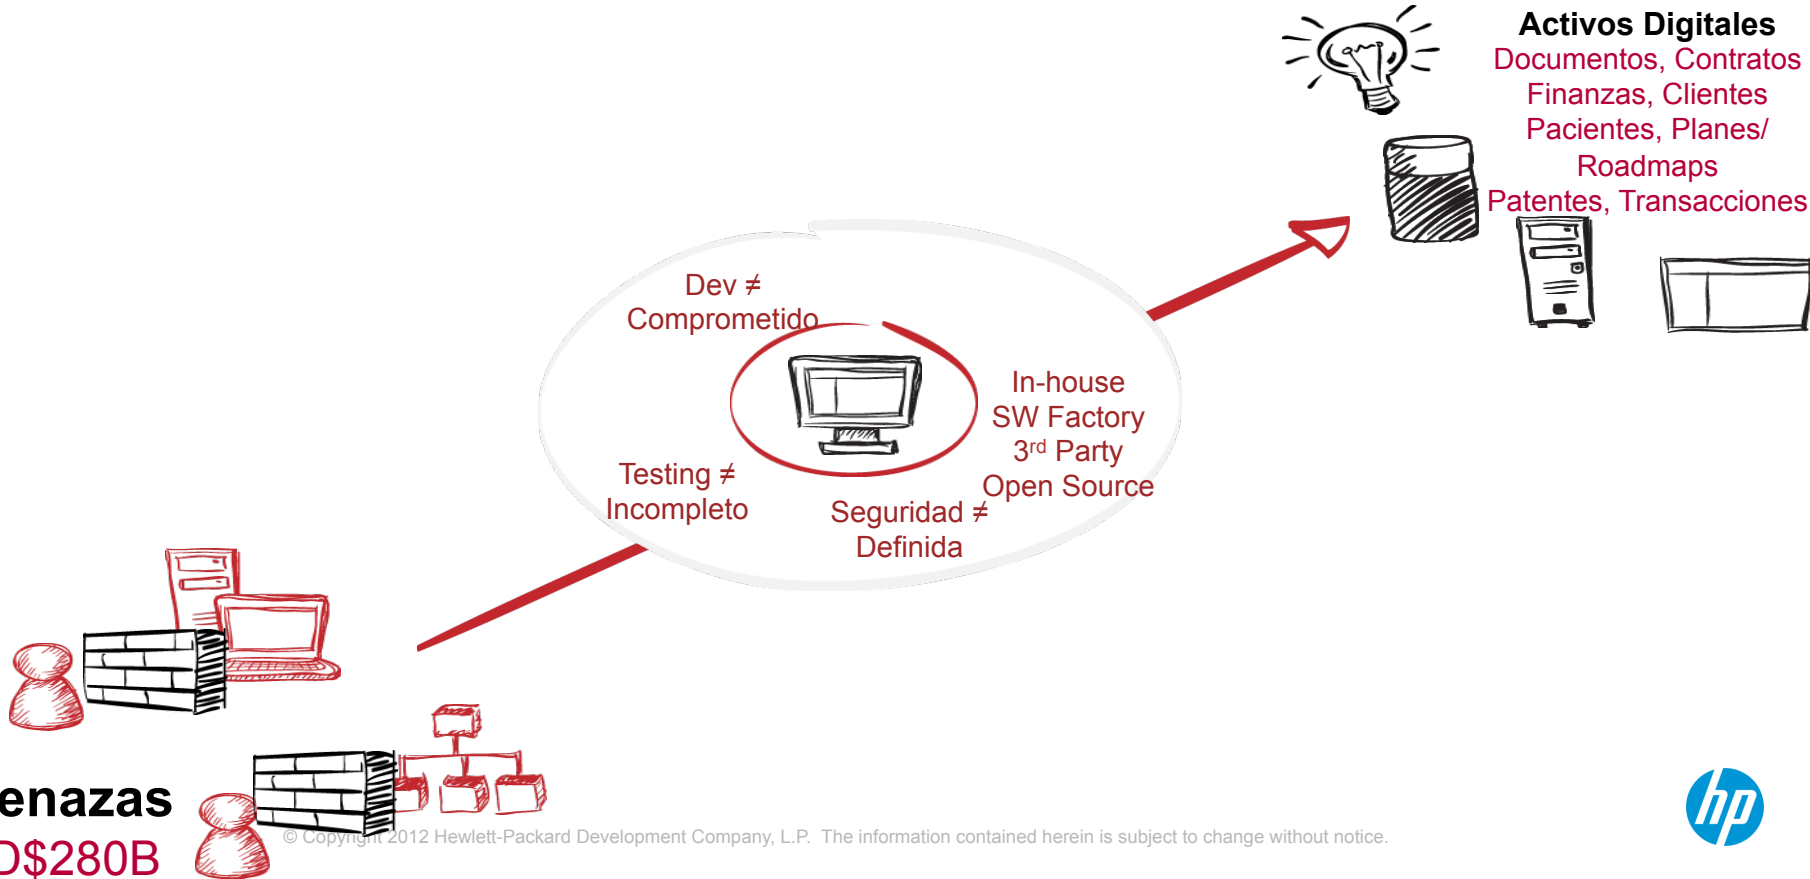 Activos Digitales
Documentos, Contratos
Finanzas, Clientes
Pacientes, Planes/
Roadmaps
Patentes, Transacciones
Dev ≠
Comprometido
In-house
SW Factory
3rd Party
Open Source
Testing ≠
Incompleto
Seguridad ≠
Definida
enazas
D$280B
© Copyright 2012 Hewlett-Packard Development Company, L.P. The information contained herein is subject to change without notice.
hp